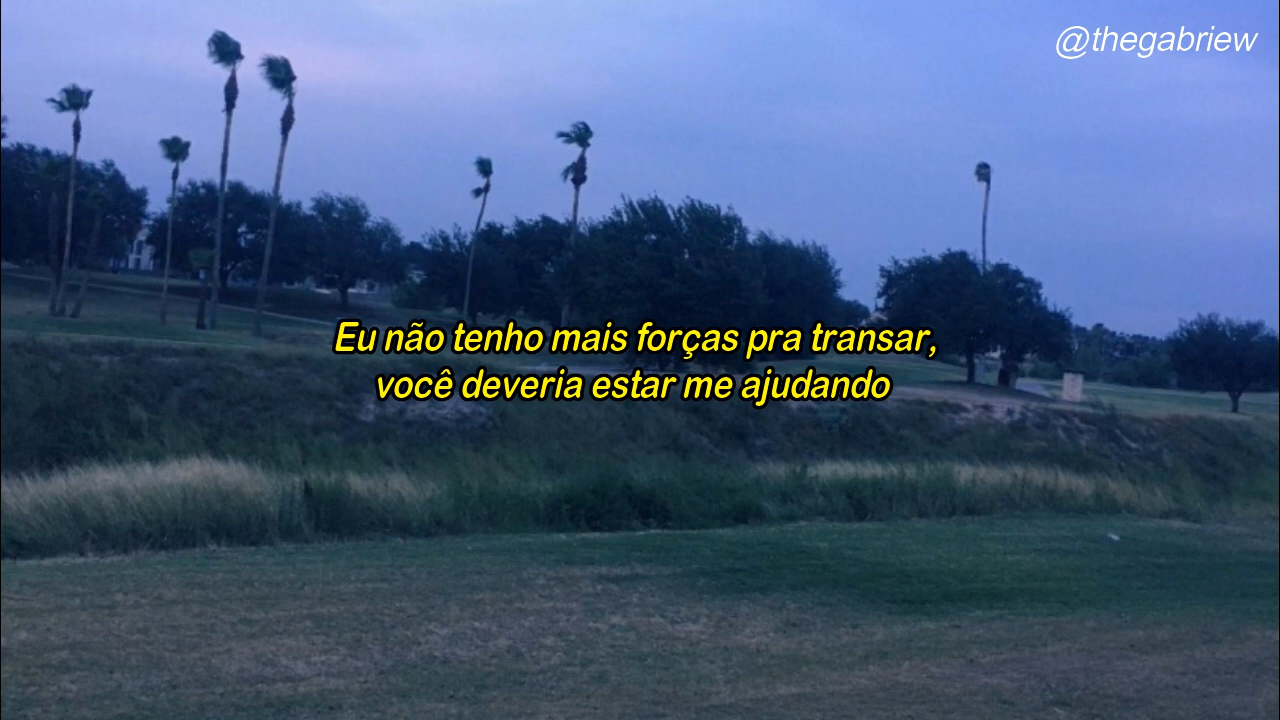 @thegabriew
Eu não tenho mais forças pra transar,
você deveria estar me ajudando